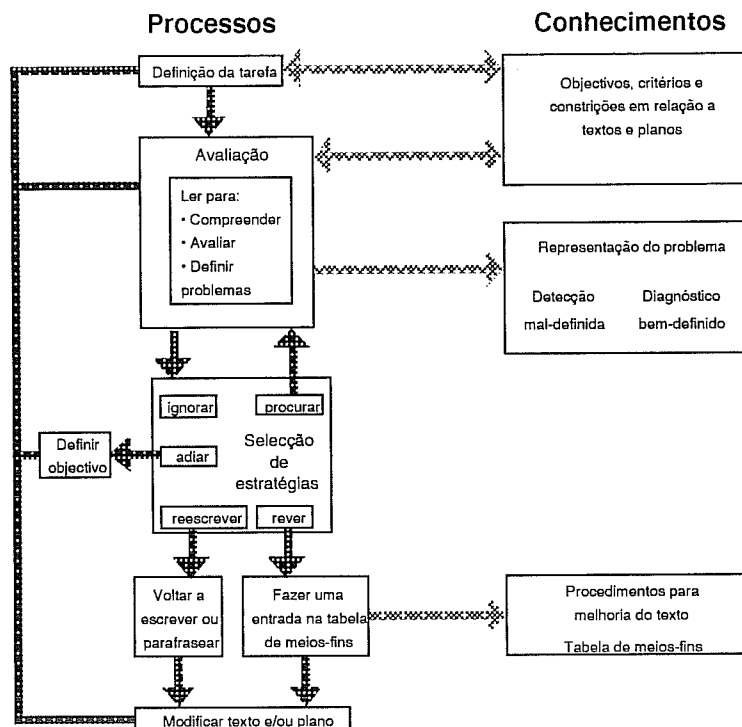 Processos
Conhecimentos
Definição da tarefa
Objectivos, critérios e
constrições em relação a
textos e planos
Avaliação
Ler para:
• Compreender
• Avaliar
• Definir
problemas
Representação do problema
Detecção Diagnóstico
mal-definida bem-definido
ignorar
procurar
Definir
objectivo
adiar
Selecção
de
estratégias
reescrever
rever
Voltar a
escrever ou
parafrasear
Fazer uma
entrada na tabela
de meios-fins
Procedimentos para
melhoria do texto
Tabela de meios-fins
Modificar texto e/ou plano